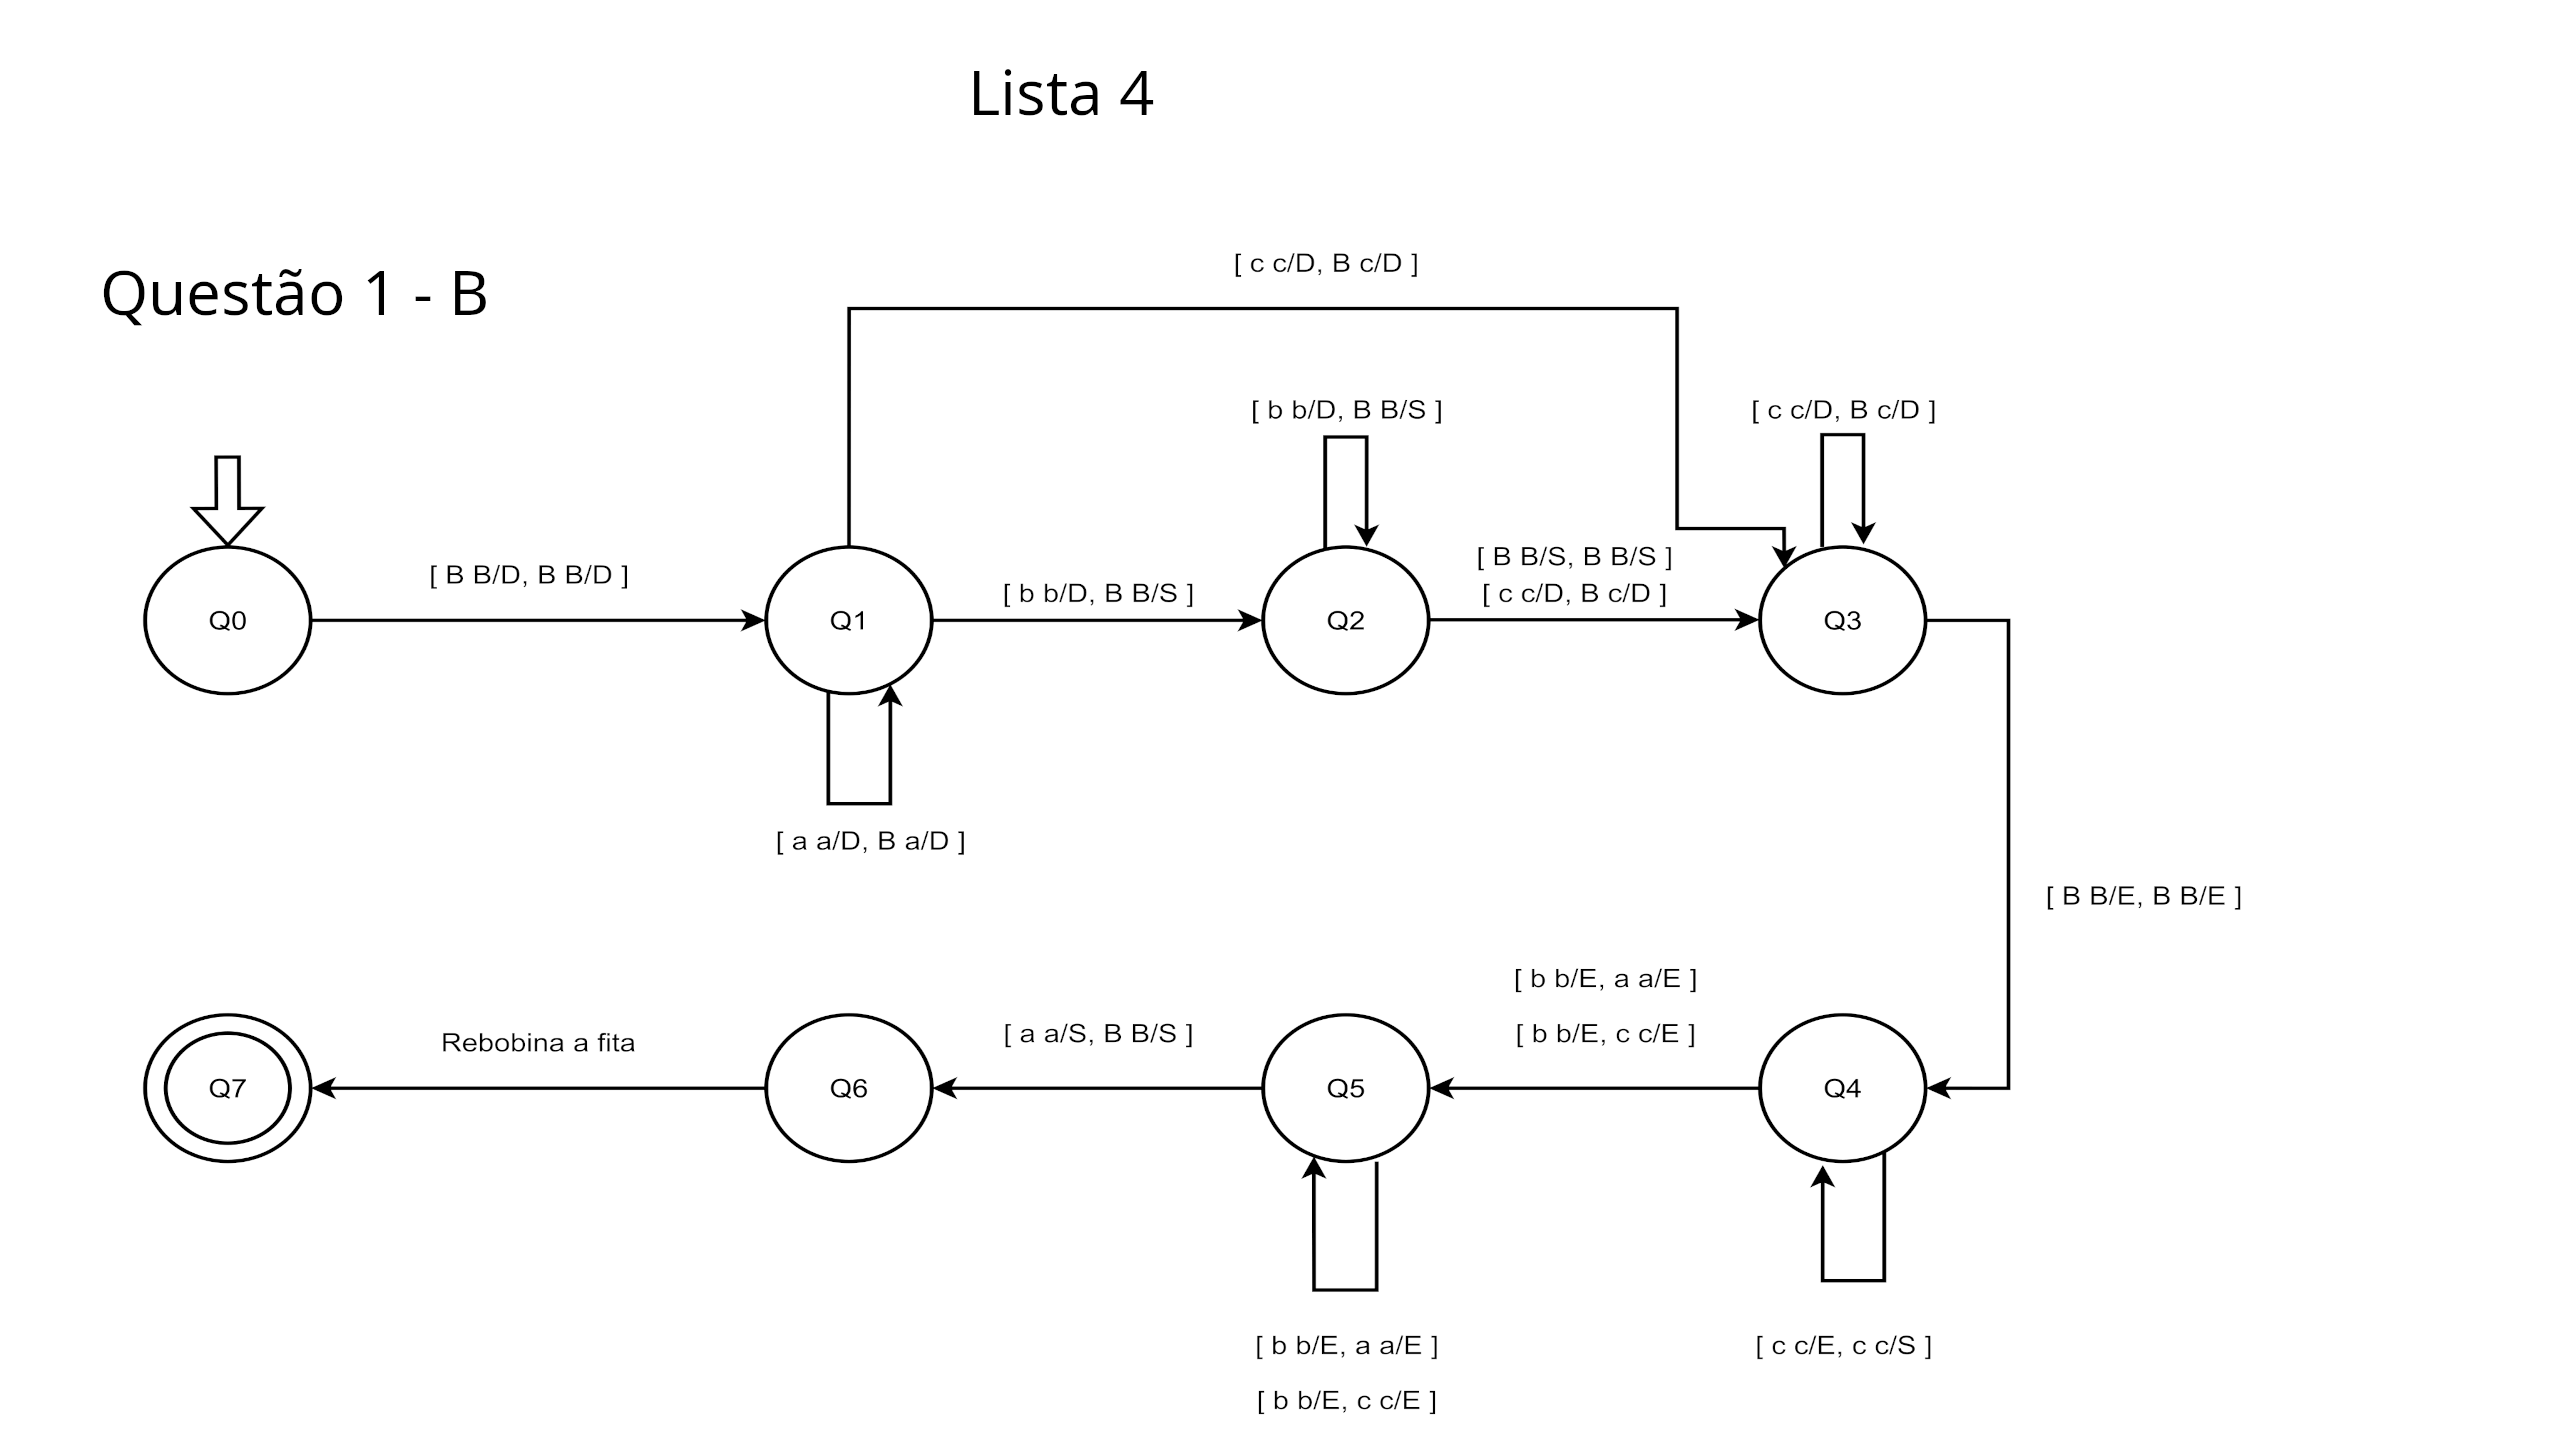 Lista 4
Questão 1 - B
[ c c/D, B c/D ]
[ b b/D, B B/S ]
[ c c/D, B c/D ]
[ B B/D, B B/D ]
[ b b/D, B B/S ]
[ B B/S, B B/S ]
[ c c/D, B c/D ]
Q0
Q1
Q2
Q3
[ a a/D, B a/D ]
[ B B/E, B B/E ]
[ b b/E, a a/E ]
[ b b/E, c c/E ]
[ a a/S, B B/S ]
Rebobina a fita
Q7
Q6
Q5
Q4
[ b b/E, a a/E ]
[ b b/E, c c/E ]
[ c c/E, c c/S ]